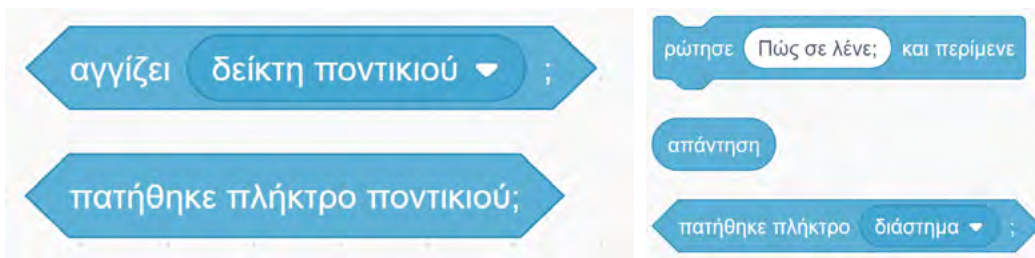 αγγίζει δείκτη ποντικιού ;
πατήθηκε πλήκτρο ποντικιού;
ρώτησε Πώς σε λένε; και περίμενε
απάντηση
πατήθηκε πλήκτρο διάστημα ;